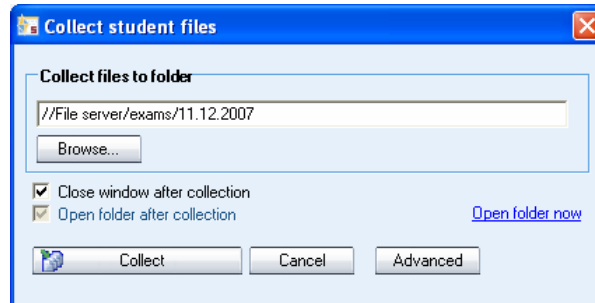 Collect student files
Collect files to folder
//File server/exams/11.12.2007
Browse...
Close window after collection
Open folder after collection
Open folder now
Collect
Cancel
Advanced